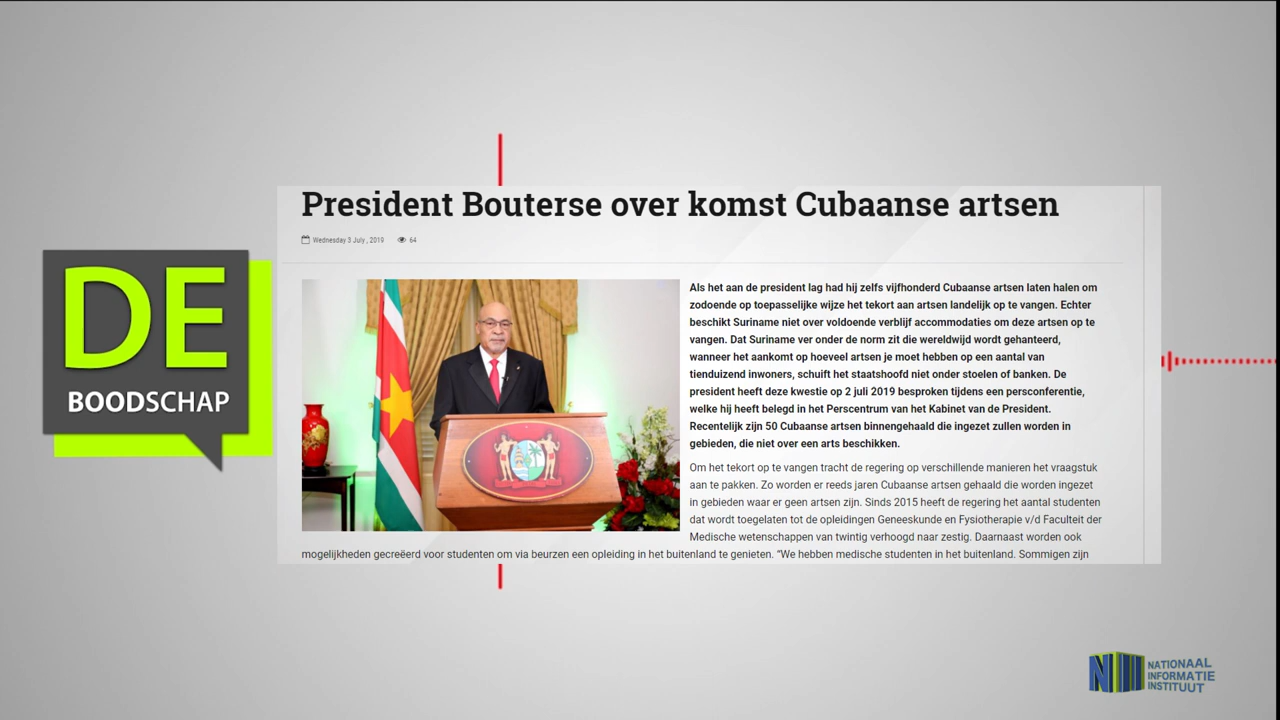 President Bouterse over komst Cubaanse artsen
Wednesday 3 July , 2019 64
DE
BOODSCHAP
Als het aan de president lag had hij zelfs vijfhonderd Cubaanse artsen laten halen om
zodoende op toepasselijke wijze het tekort aan artsen landelijk op te vangen. Echter
beschikt Suriname niet over voldoende verblijf accommodaties om deze artsen op te
vangen. Dat Suriname ver onder de norm zit die wereldwijd wordt gehanteerd,
wanneer het aankomt op hoeveel artsen je moet hebben op een aantal van
tienduizend inwoners, schuift het staatshoofd niet onder stoelen of banken. De
president heeft deze kwestie op 2 juli 2019 besproken tijdens een persconferentie,
welke hij heeft belegd in het Perscentrum van het Kabinet van de President.
Recentelijk zijn 50 Cubaanse artsen binnengehaald die ingezet zullen worden in
gebieden, die niet over een arts beschikken.
Om het tekort op te vangen tracht de regering op verschillende manieren het vraagstuk
aan te pakken. Zo worden er reeds jaren Cubaanse artsen gehaald die worden ingezet
in gebieden waar er geen artsen zijn. Sinds 2015 heeft de regering het aantal studenten
dat wordt toegelaten tot de opleidingen Geneeskunde en Fysiotherapie v/d Faculteit der
Medische wetenschappen van twintig verhoogd naar zestig. Daarnaast worden ook
mogelijkheden gecreëerd voor studenten om via beurzen een opleiding in het buitenland te genieten. “We hebben medische studenten in het buitenland. Sommigen zijn
NII NATIONAAL
INFORMATIE
INSTITUUT